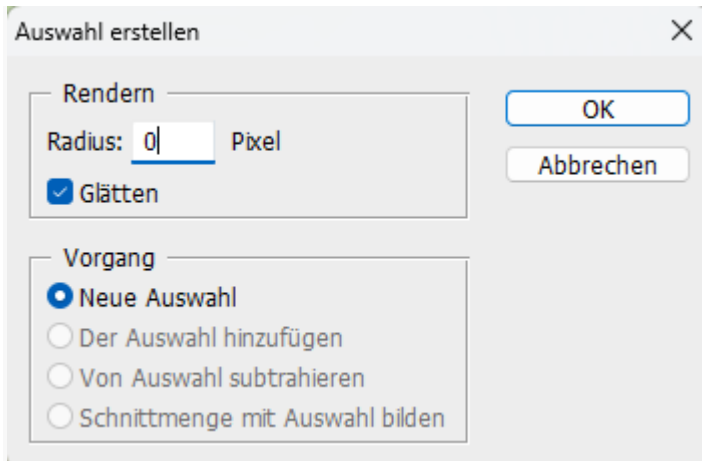 Auswahl erstellen
Rendern
Radius: 0 Pixel
Glätten
OK
Abbrechen
Vorgang
Neue Auswahl
Der Auswahl hinzufügen
Von Auswahl subtrahieren
Schnittmenge mit Auswahl bilden